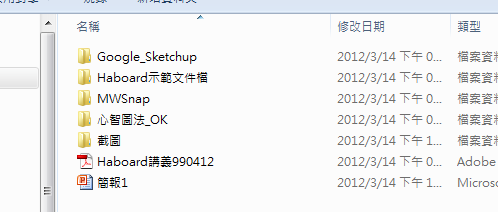 名稱 修改日期 類型
Google_Sketchup 2012/3/14 下午 0... 檔案資料
Haboard示範文件檔 2012/3/14 下午 0... 檔案資料
MWSnap 2012/3/14 下午 0... 檔案資料
心智圖法_OK 2012/3/14 下午 0... 檔案資料
截圖 2012/3/14 下午 1... 檔案資料
Haboard講義990412 2012/3/14 下午 0... Adobe
簡報1 2012/3/14 下午 1... Microso